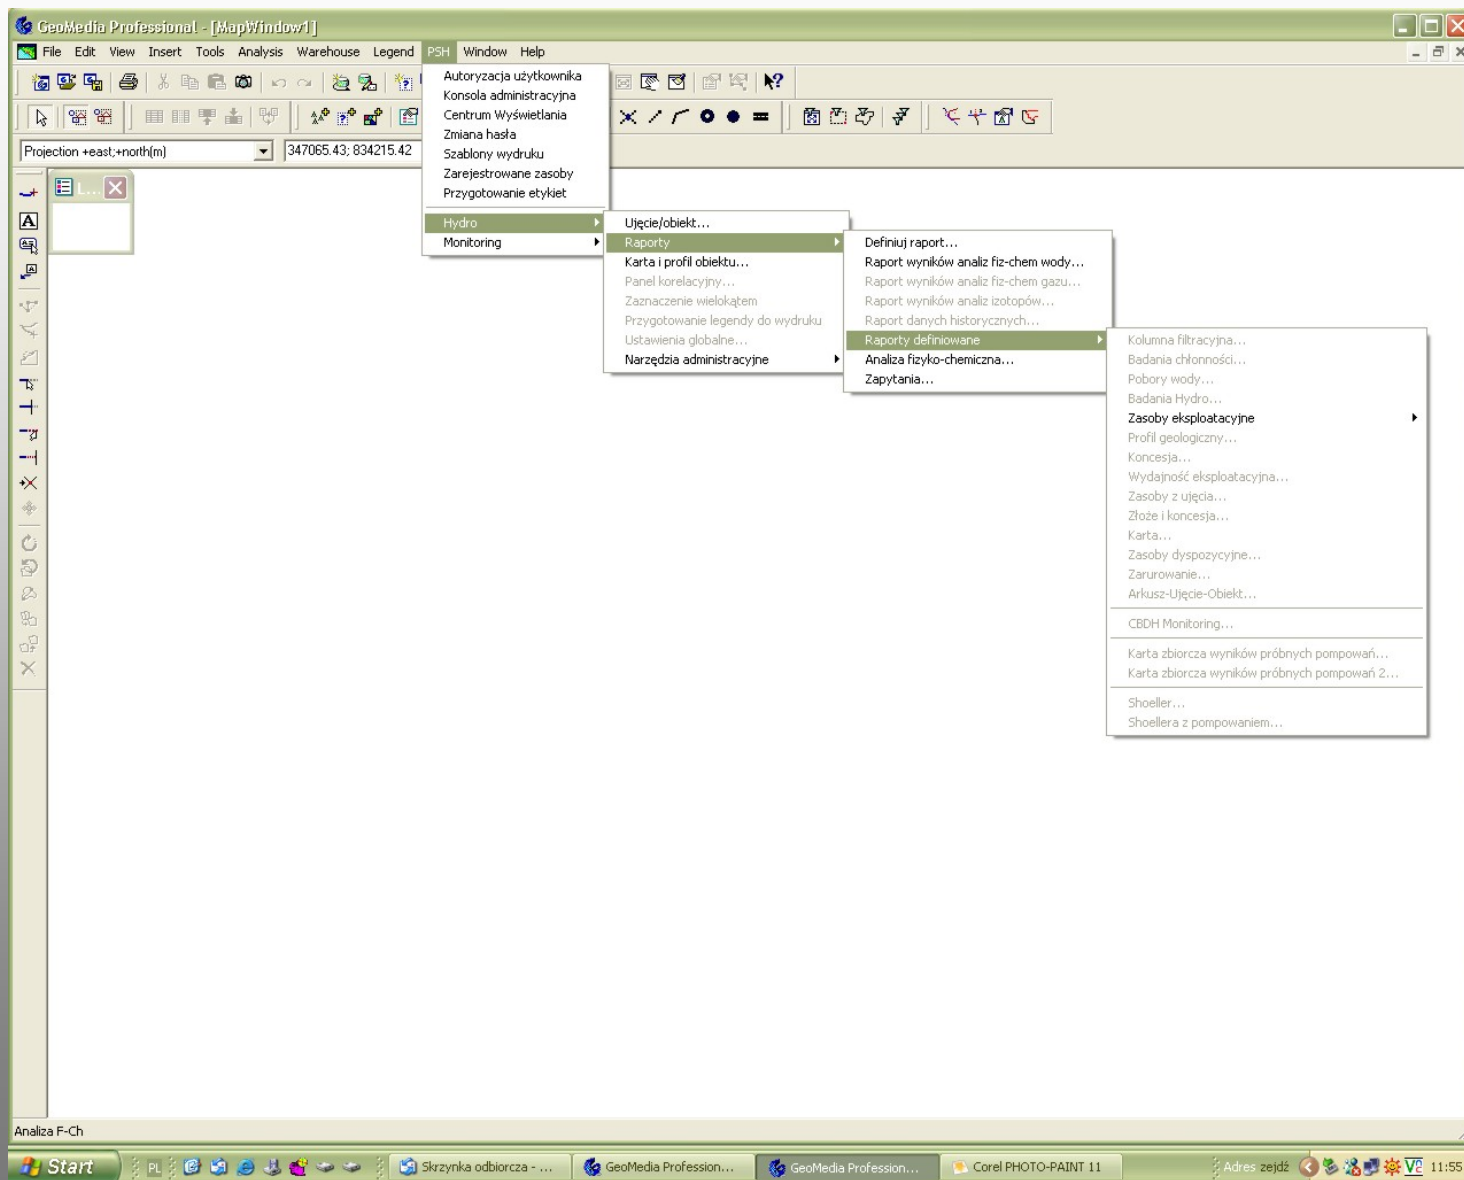 GeoMedia Professional - [MapWindow1]
File Edit View Insert Tools Analysis Warehouse Legend PSH Window Help
Projection +east;+north(m)
347065.43; 834215.42
L...
Autoryzacja użytkownika
Konsola administracyjna
Centrum Wyświetlania
Zmiana hasła
Szablony wydruku
Zarejestrowane zasoby
Przygotowanie etykiet
Hydro
Monitoring
Ujęcie/obiekt...
Raporty
Karta i profil obiektu...
Panel korelacyjny...
Zaznaczenie wielokątem
Przygotowanie legendy do wydruku
Ustawienia globalne...
Narzędzia administracyjne
Definiuj raport...
Raport wyników analiz fiz-chem wody...
Raport wyników analiz fiz-chem gazu...
Raport wyników analiz izotopów...
Raport danych historycznych...
Raporty definiowane
Analiza fizyko-chemiczna...
Zapytania...
Kolumna filtracyjna...
Badania chłonności...
Pobory wody...
Badania Hydro...
Zasoby eksploatacyjne
Profil geologiczny...
Koncesja...
Wydajność eksploatacyjna...
Zasoby z ujęcia...
Złoże i koncesja...
Karta...
Zasoby dyspozycyjne...
Zarurowanie...
Arkusz-Ujęcie-Obiekt...
CBDH Monitoring...
Karta zbiorcza wyników próbnych pompowań...
Karta zbiorcza wyników próbnych pompowań 2...
Shoeller...
Shoellera z pompowaniem...
Analiza F-Ch
Start
PL
Skrzynka odbiorcza - ...
GeoMedia Profession...
GeoMedia Profession...
Corel PHOTO-PAINT 11
Adres zejdź
11:55